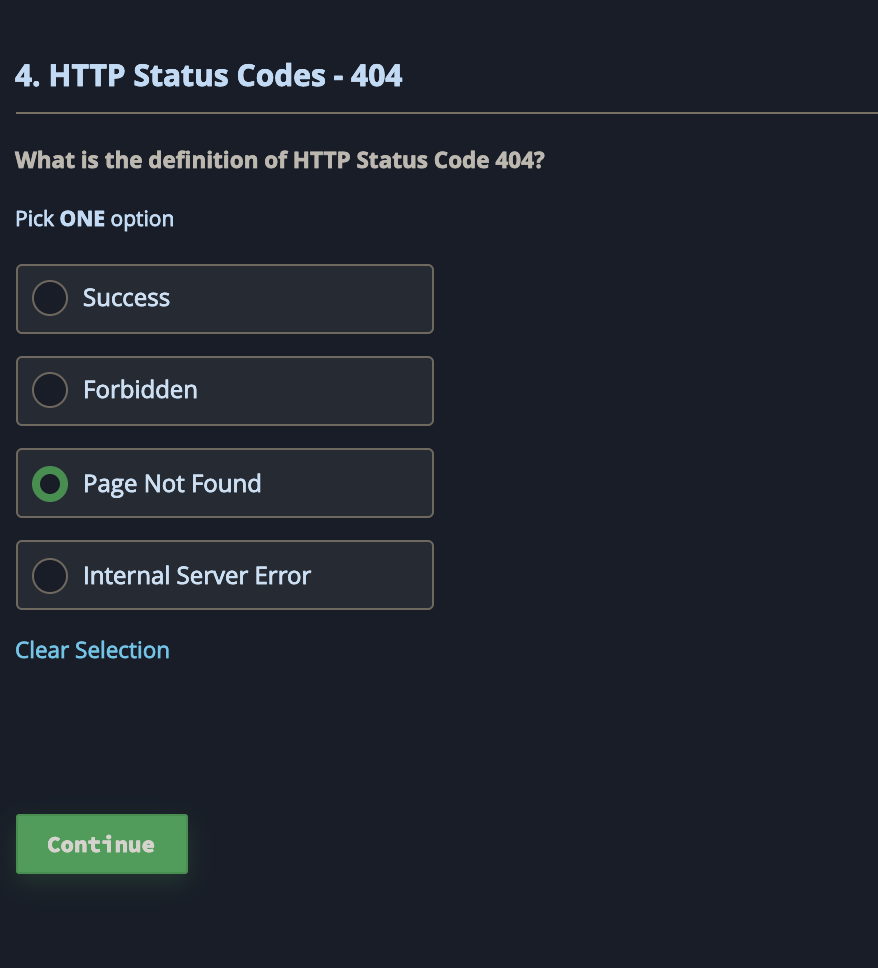 4. HTTP Status Codes - 404
What is the definition of HTTP Status Code 404?
Pick ONE option
Success
Forbidden
Page Not Found
Internal Server Error
Clear Selection
Continue